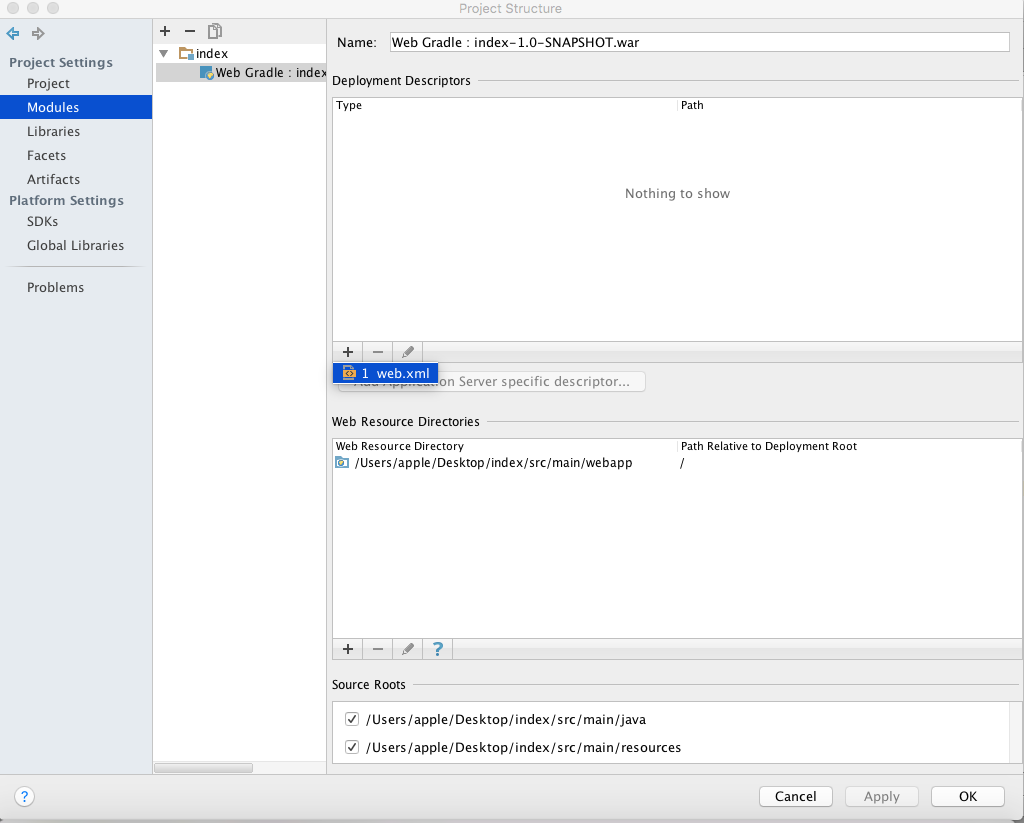 Project Structure
Project Settings
Project
Modules
Libraries
Facets
Artifacts
Platform Settings
SDKs
Global Libraries
Problems
index
Web Gradle : index
Name: Web Gradle : index-1.0-SNAPSHOT.war
Deployment Descriptors
Type Path
Nothing to show
1 web.xml
Application Server specific descriptor...
Web Resource Directories
Web Resource Directory Path Relative to Deployment Root
/Users/apple/Desktop/index/src/main/webapp /
?
Source Roots
/Users/apple/Desktop/index/src/main/java
/Users/apple/Desktop/index/src/main/resources
? Cancel Apply OK